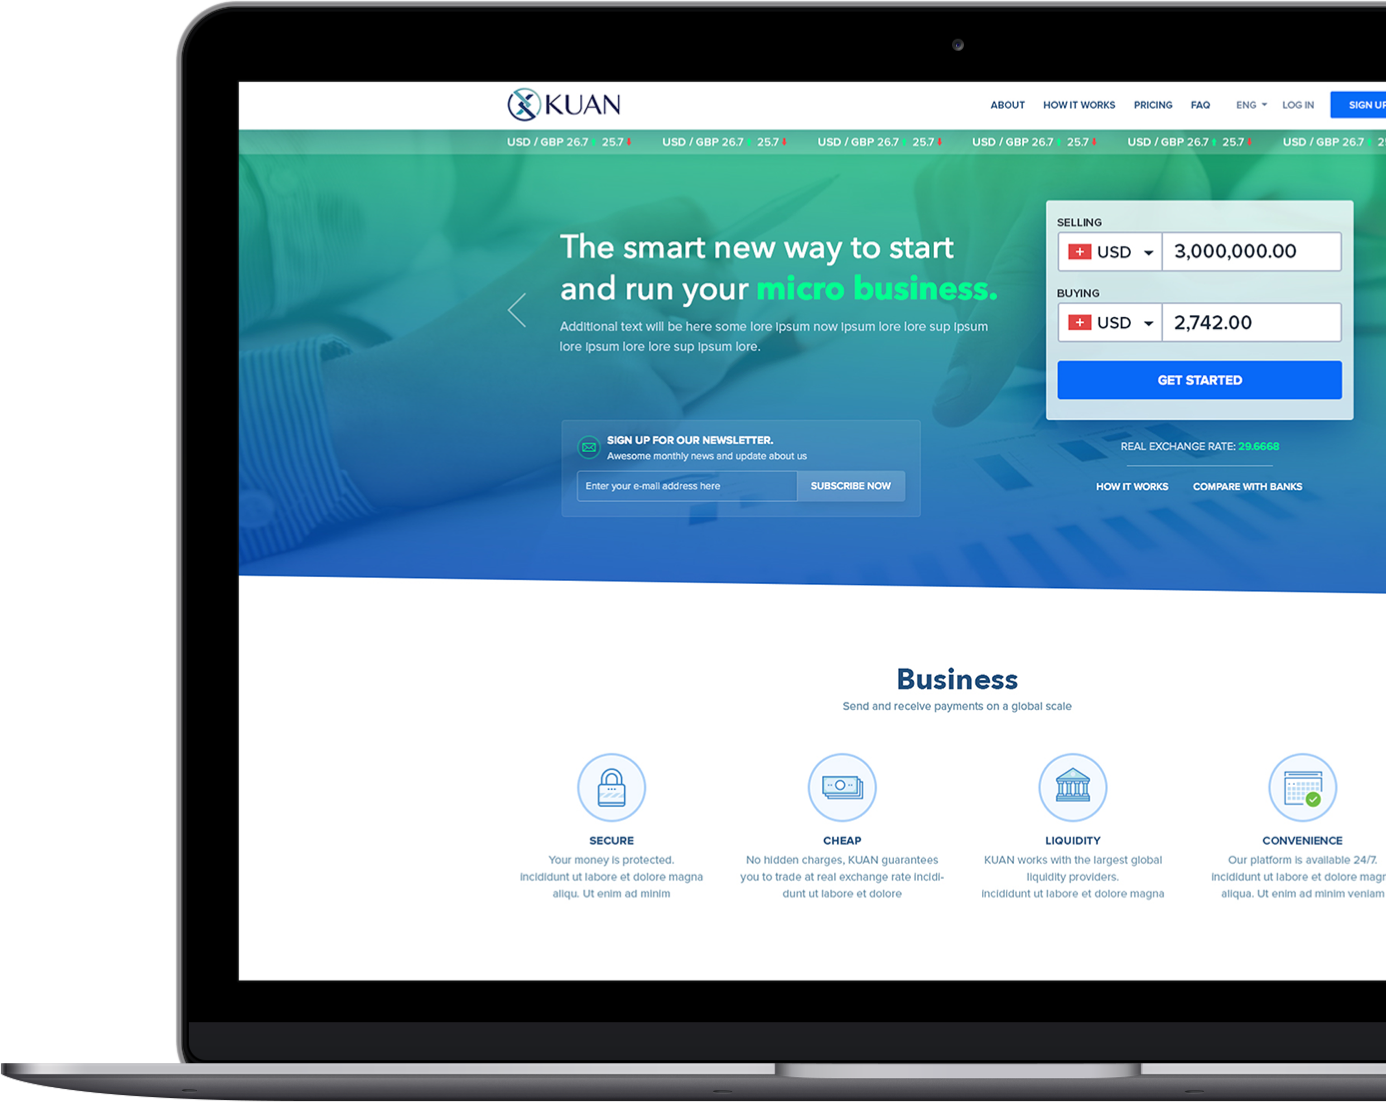 KUAN
ABOUT HOW IT WORKS PRICING FAQ ENG LOG IN SIGN UP
USD / GBP 26.7 25.7 USD / GBP 26.7 25.7 USD / GBP 26.7 25.7 USD / GBP 26.7 25.7 USD / GBP 26.7 25.7 USD / GBP 26.7
The smart new way to start
and run your micro business.
Additional text will be here some lore Ipsum now Ipsum lore lore sup Ipsum
lore Ipsum lore lore sup Ipsum lore.
SIGN UP FOR OUR NEWSLETTER.
Awesome monthly news and update about us
Enter your e-mail address here SUBSCRIBE NOW
SELLING
USD 3,000,000.00
BUYING
USD 2,742.00
GET STARTED
REAL EXCHANGE RATE: 29.6668
HOW IT WORKS COMPARE WITH BANKS
Business
Send and receive payments on a global scale
SECURE
Your money is protected.
incididunt ut labore et dolore magna
aliqu. Ut enim ad minim
CHEAP
No hidden charges, KUAN guarantees
you to trade at real exchange rate incidi-
dunt ut labore et dolore
LIQUIDITY
KUAN works with the largest global
liquidity providers.
incididunt ut labore et dolore magna
CONVENIENCE
Our platform is available 24/7.
incididunt ut labore et dolore magn
aliqua. Ut enim ad minim veniam